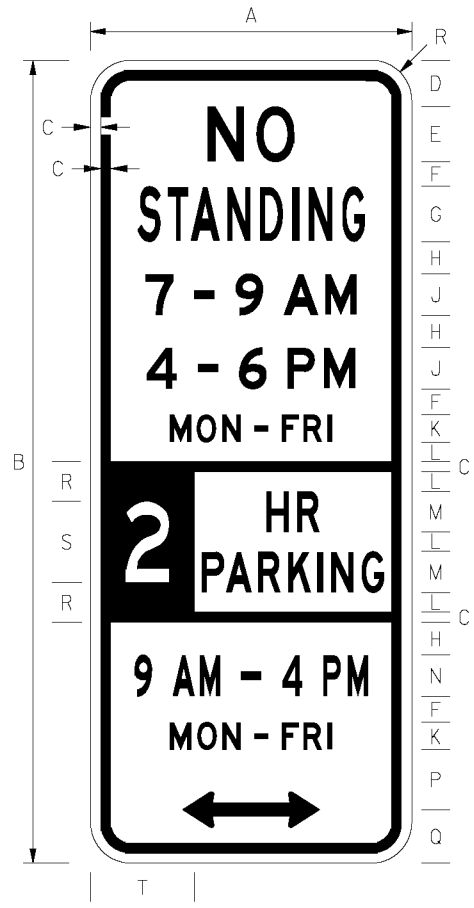 A
R
D
C
E
NO
C
F
STANDING
G
H
7 - 9 AM
J
H
4 - 6 PM
J
F
MON - FRI
K
B
L
C
R
L
2
HR
M
S
L
PARKING
M
R
L
C
H
9 AM - 4 PM
N
F
MON - FRI
K
P
Q
T